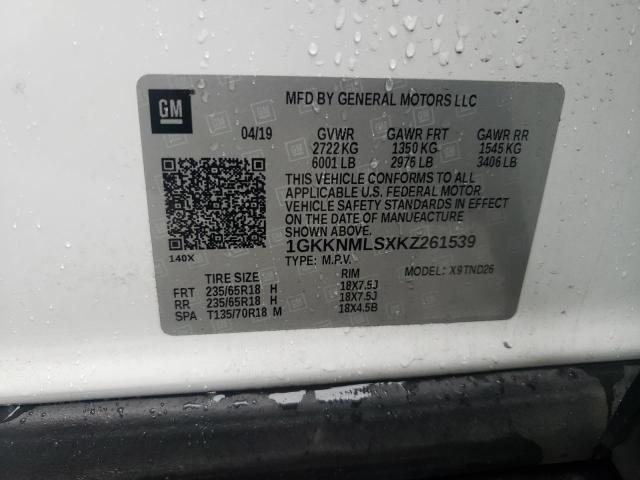 GM
MFD BY GENERAL MOTORS LLC
04/19 GVWR GAWR FRT GAWR RR
2722 KG 1350 KG 1545 KG
6001 LB 2976 LB 3406 LB
THIS VEHICLE CONFORMS TO ALL
APPLICABLE U.S. FEDERAL MOTOR
VEHICLE SAFETY STANDARDS IN EFFECT
ON THE DATE OF MANUFACTURE
SHOWN ABOVE.
1GKKNMLSXKZ261539
140X
TYPE: M.P.V.
MODEL: X9TND26
TIRE SIZE RIM
FRT 235/65R18 H 18X7.5J
RR 235/65R18 H 18X7.5J
SPA T135/70R18 M 18X4.5B